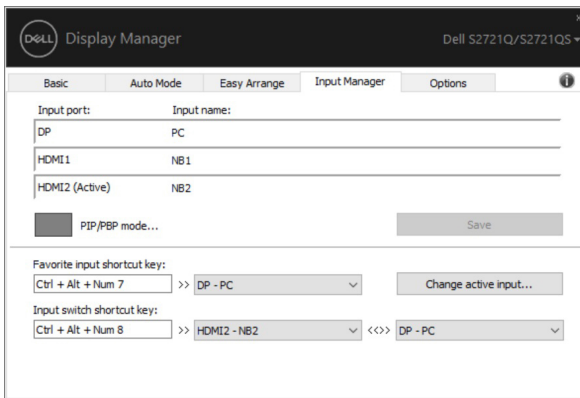 DELL Display Manager Dell S2721Q/S2721QS
Basic Auto Mode Easy Arrange Input Manager Options
Input port: Input name:
DP PC
HDMI1 NB1
HDMI2 (Active) NB2
PIP/PBP mode... Save
Favorite input shortcut key:
Ctrl + Alt + Num 7 >> DP - PC Change active input...
Input switch shortcut key:
Ctrl + Alt + Num 8 >> HDMI2 - NB2 <<>> DP - PC